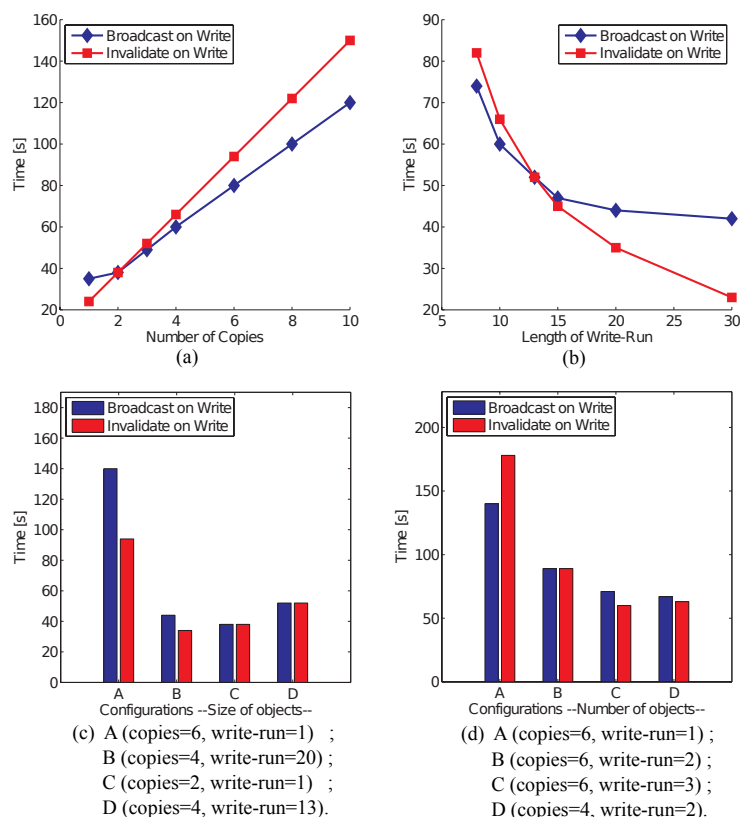 160
140
120
100
80
60
40
20
0 2 4 6 8 10
Time [s]
Broadcast on Write
Invalidate on Write
Number of Copies
(a)
90
80
70
60
50
40
30
20
5 10 15 20 25 30
Time [s]
Broadcast on Write
Invalidate on Write
Length of Write-Run
(b)
180
160
140
120
100
80
60
40
20
0
Time [s]
Broadcast on Write
Invalidate on Write
A B C D
Configurations --Size of objects--
(c) A (copies=6, write-run=1) ;
B (copies=4, write-run=20) ;
C (copies=2, write-run=1) ;
D (copies=4, write-run=13).
200
150
100
50
0
Time [s]
Broadcast on Write
Invalidate on Write
A B C D
Configurations --Number of objects--
(d) A (copies=6, write-run=1) ;
B (copies=6, write-run=2) ;
C (copies=6, write-run=3) ;
D (copies=4, write-run=2).